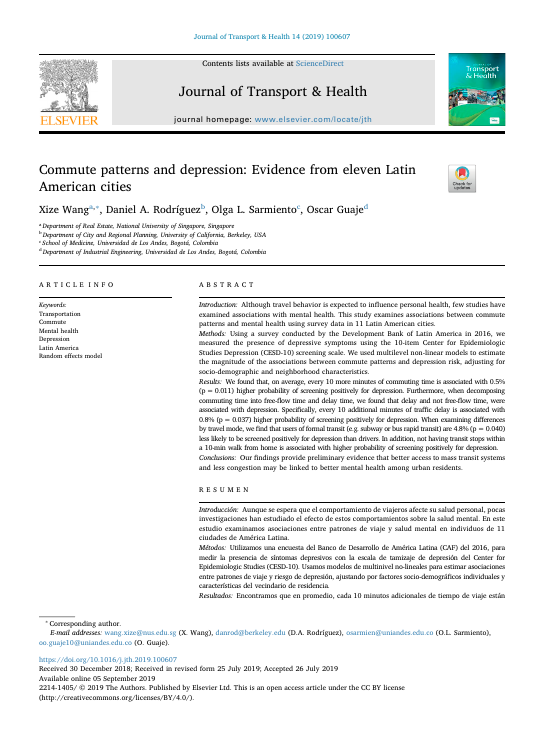 Journal of Transport & Health 14 (2019) 100607
Contents lists available at ScienceDirect
Journal of Transport & Health
journal homepage: www.elsevier.com/locate/jth
ELSEVIER
Transport & Health
Commute patterns and depression: Evidence from eleven Latin
American cities
Check for updates
Xize Wang a,*, Daniel A. Rodríguez b, Olga L. Sarmiento c, Oscar Guaje d
a Department of Real Estate, National University of Singapore, Singapore
b Department of City and Regional Planning, University of California, Berkeley, USA
c School of Medicine, Universidad de Los Andes, Bogotá, Colombia
d Department of Industrial Engineering, Universidad de Los Andes, Bogotá, Colombia
ARTICLE INFO
Keywords:
Transportation
Commute
Mental health
Depression
Latin America
Random effects model
ABSTRACT
Introduction: Although travel behavior is expected to influence personal health, few studies have
examined associations with mental health. This study examines associations between commute
patterns and mental health using survey data in 11 Latin American cities.
Methods: Using a survey conducted by the Development Bank of Latin America in 2016, we
measured the presence of depressive symptoms using the 10-item Center for Epidemiologic
Studies Depression (CESD-10) screening scale. We used multilevel non-linear models to estimate
the magnitude of the associations between commute patterns and depression risk, adjusting for
socio-demographic and neighborhood characteristics.
Results: We found that, on average, every 10 more minutes of commuting time is associated with 0.5%
(p = 0.011) higher probability of screening positively for depression. Furthermore, when decomposing
commuting time into free-flow time and delay time, we found that delay and not free-flow time, were
associated with depression. Specifically, every 10 additional minutes of traffic delay is associated with
0.8% (p = 0.037) higher probability of screening positively for depression. When examining differences
by travel mode, we find that users of formal transit (e.g. subway or bus rapid transit) are 4.8% (p = 0.040)
less likely to be screened positively for depression than drivers. In addition, not having transit stops within
a 10-min walk from home is associated with higher probability of screening positively for depression.
Conclusions: Our findings provide preliminary evidence that better access to mass transit systems
and less congestion may be linked to better mental health among urban residents.
RESUMEN
Introducción: Aunque se espera que el comportamiento de viajeros afecte su salud personal, pocas
investigaciones han estudiado el efecto de estos comportamientos sobre la salud mental. En este
estudio examinamos asociaciones entre patrones de viaje y salud mental en individuos de 11
ciudades de América Latina.
Métodos: Utilizamos una encuesta del Banco de Desarrollo de América Latina (CAF) del 2016, para
medir la presencia de síntomas depresivos con la escala de tamizaje de depresión del Center for
Epidemiologic Studies (CESD-10). Usamos modelos de multinivel no-lineales para estimar asociaciones
entre patrones de viaje y riesgo de depresión, ajustando por factores socio-demográficos individuales y
características del vecindario de residencia.
Resultados: Encontramos que en promedio, cada 10 minutos adicionales de tiempo de viaje están
* Corresponding author.
E-mail addresses: wang.xize@nus.edu.sg (X. Wang), danrod@berkeley.edu (D.A. Rodríguez), osarmien@uniandes.edu.co (O.L. Sarmiento),
oo.guaje10@uniandes.edu.co (O. Guaje).
https://doi.org/10.1016/j.jth.2019.100607
Received 30 December 2018; Received in revised form 25 July 2019; Accepted 26 July 2019
Available online 05 September 2019
2214-1405/ © 2019 The Authors. Published by Elsevier Ltd. This is an open access article under the CC BY license
(http://creativecommons.org/licenses/BY/4.0/).